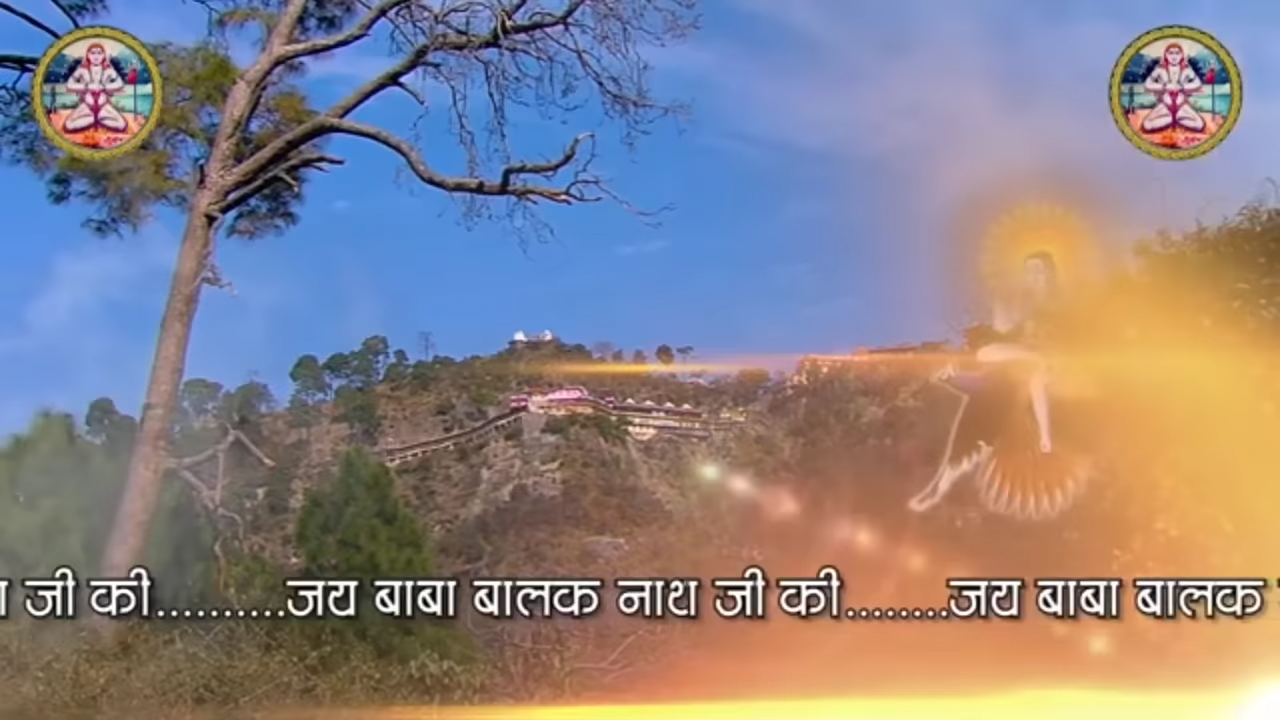 जी की..........जय बाबा बालक नाथ जी की........जय बाबा बालक